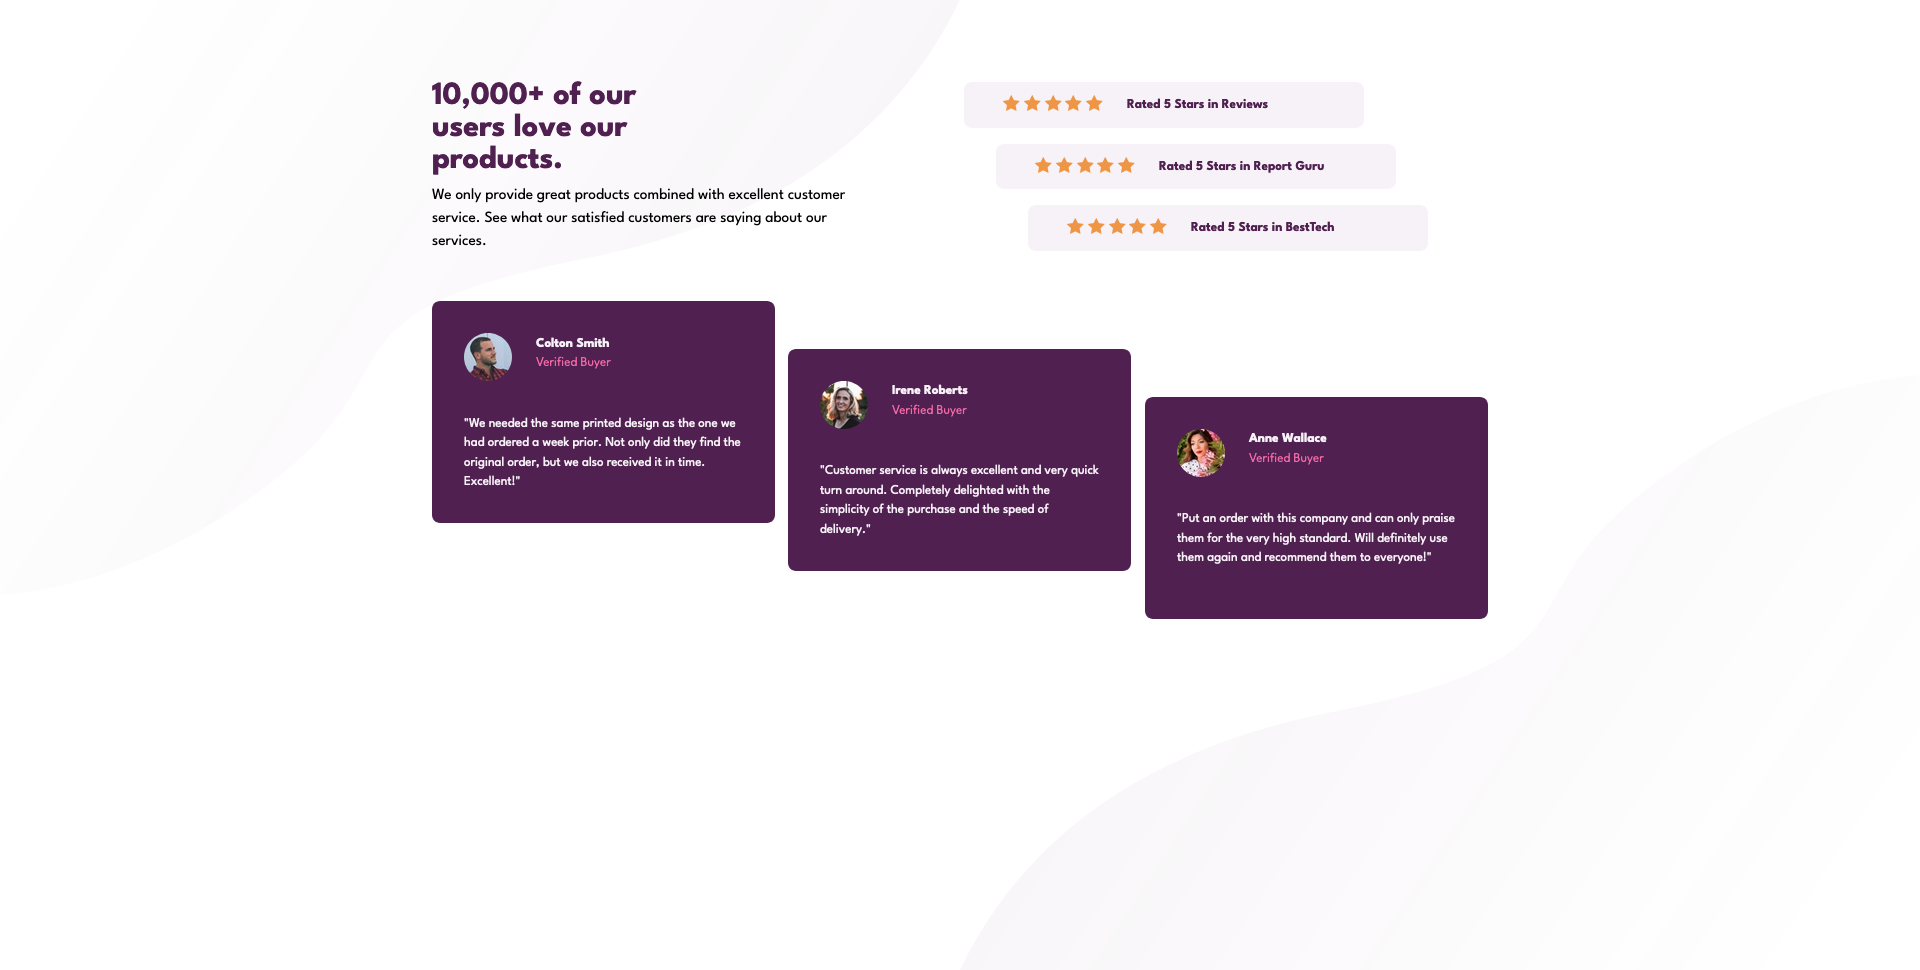 10,000+ of our
users love our
products.
We only provide great products combined with excellent customer
service. See what our satisfied customers are saying about our
services.
Rated 5 Stars in Reviews
Rated 5 Stars in Report Guru
Rated 5 Stars in BestTech
Colton Smith
Verified Buyer
"We needed the same printed design as the one we
had ordered a week prior. Not only did they find the
original order, but we also received it in time.
Excellent!"
Irene Roberts
Verified Buyer
"Customer service is always excellent and very quick
turn around. Completely delighted with the
simplicity of the purchase and the speed of
delivery."
Anne Wallace
Verified Buyer
"Put an order with this company and can only praise
them for the very high standard. Will definitely use
them again and recommend them to everyone!"